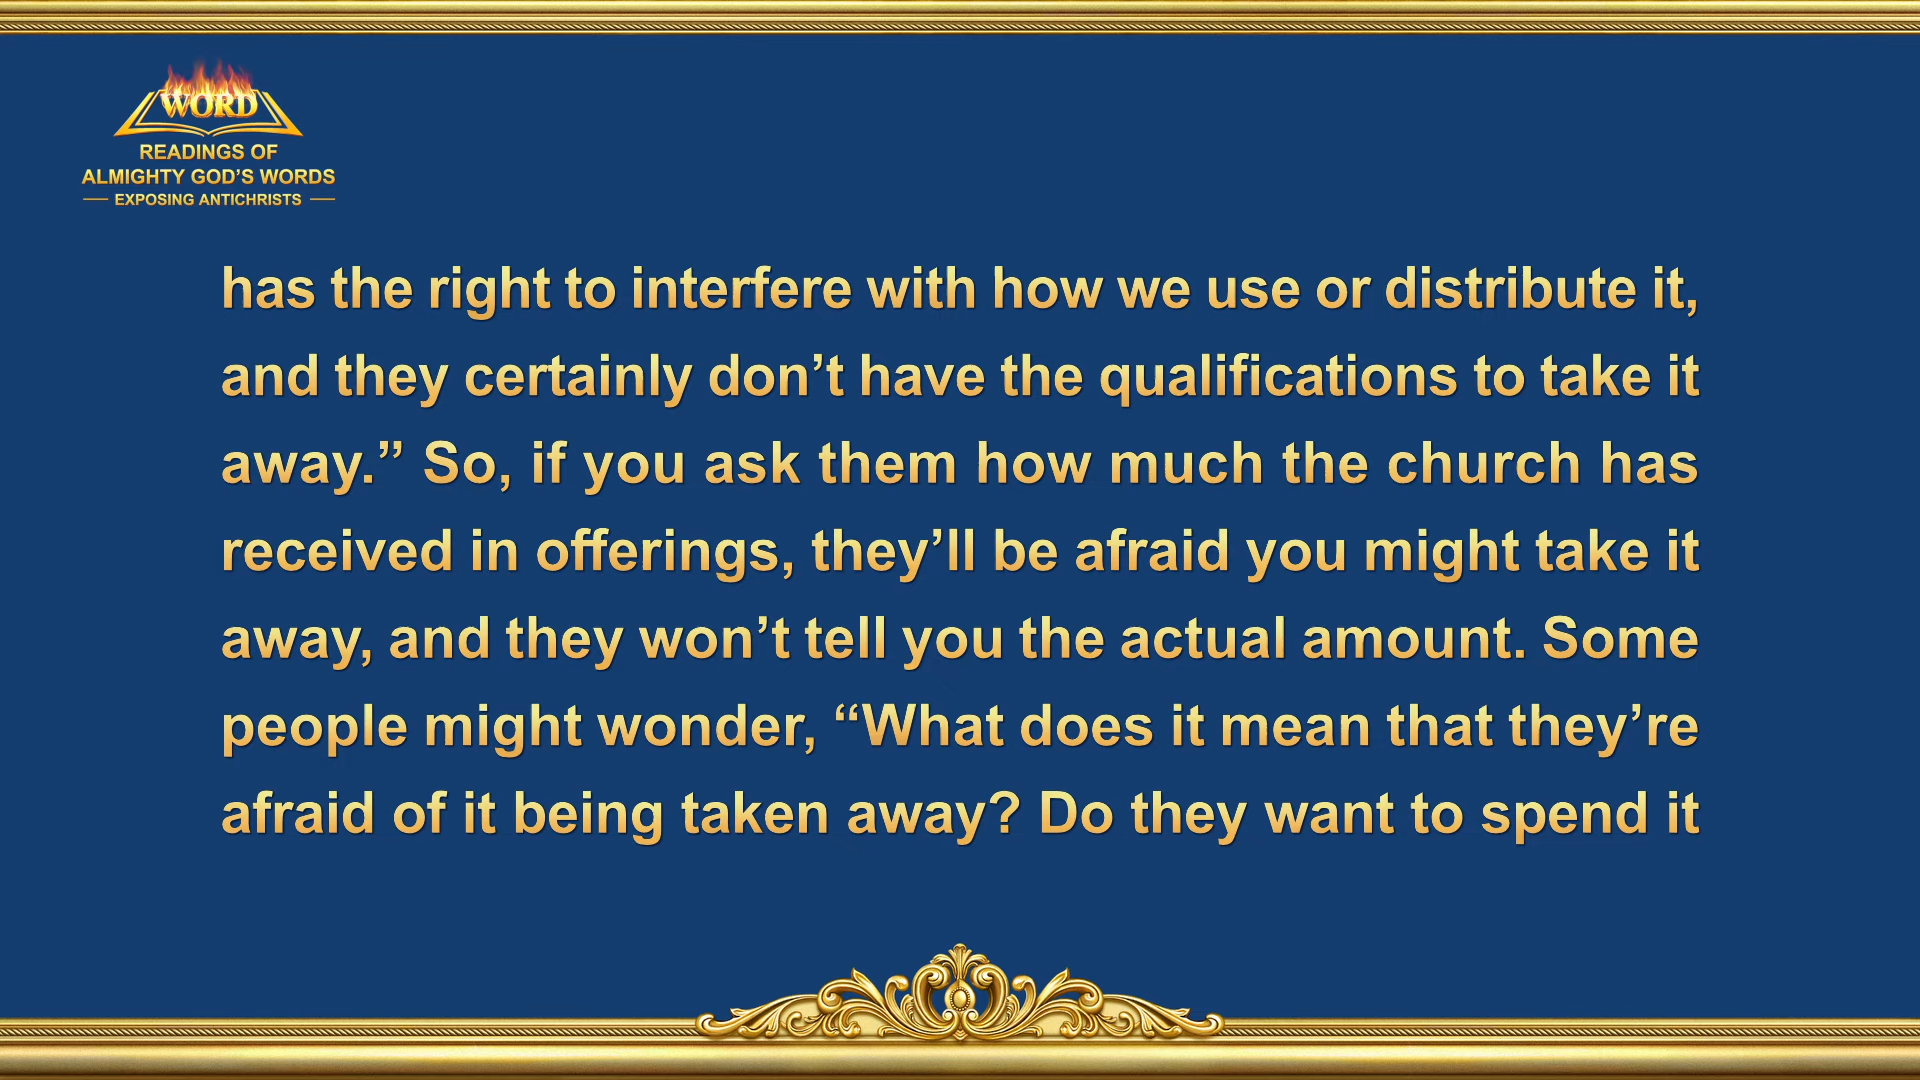 WORD
READINGS OF
ALMIGHTY GOD’S WORDS
EXPOSING ANTICHRISTS
has the right to interfere with how we use or distribute it,
and they certainly don’t have the qualifications to take it
away.” So, if you ask them how much the church has
received in offerings, they’ll be afraid you might take it
away, and they won’t tell you the actual amount. Some
people might wonder, “What does it mean that they’re
afraid of it being taken away? Do they want to spend it